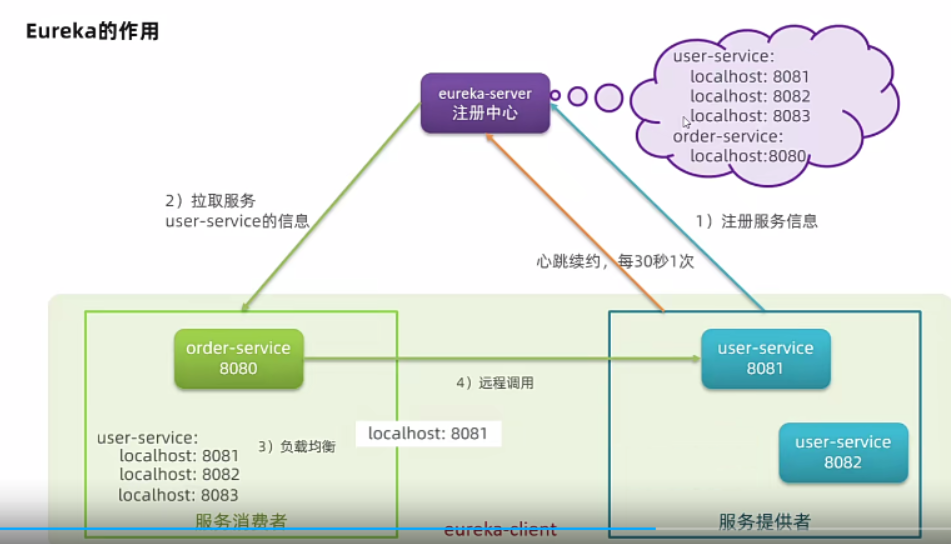 Eureka的作用
eureka-server
注册中心
user-service:
localhost: 8081
localhost: 8082
localhost: 8083
order-service:
localhost:8080
2）拉取服务
user-service的信息
1）注册服务信息
心跳续约，每30秒1次
order-service
8080
user-service
8081
4）远程调用
localhost: 8081
user-service:
localhost: 8081
localhost: 8082
localhost: 8083
3）负载均衡
user-service
8082
服务消费者
eureka-client
服务提供者